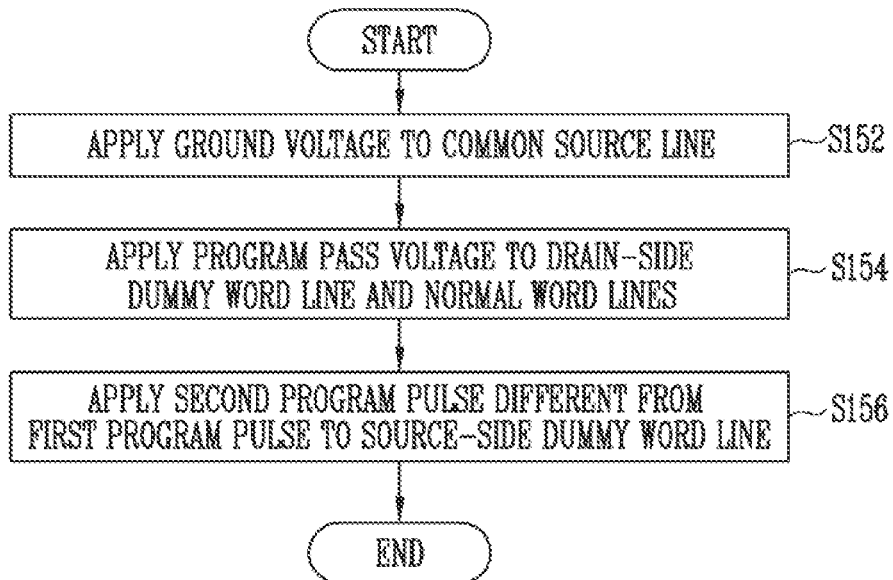 START
APPLY GROUND VOLTAGE TO COMMON SOURCE LINE
S152
APPLY PROGRAM PASS VOLTAGE TO DRAIN-SIDE
DUMMY WORD LINE AND NORMAL WORD LINES
S154
APPLY SECOND PROGRAM PULSE DIFFERENT FROM
FIRST PROGRAM PULSE TO SOURCE-SIDE DUMMY WORD LINE
S156
END